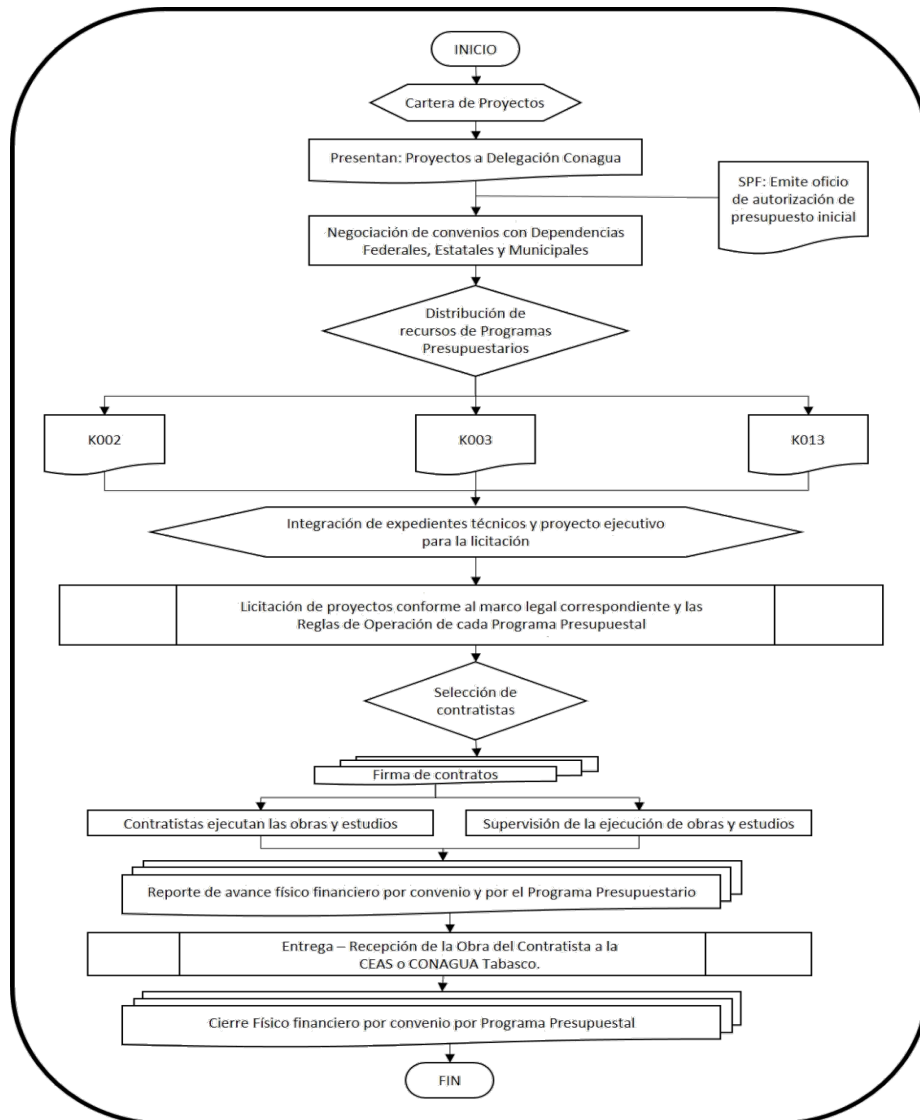 INICIO
Cartera de Proyectos
Presentan: Proyectos a Delegación Conagua
SPF: Emite oficio
de autorización de
presupuesto inicial
Negociación de convenios con Dependencias
Federales, Estatales y Municipales
Distribución de
recursos de Programas
Presupuestarios
K002
K003
K013
Integración de expedientes técnicos y proyecto ejecutivo
para la licitación
Licitación de proyectos conforme al marco legal correspondiente y las
Reglas de Operación de cada Programa Presupuestal
Selección de
contratistas
Firma de contratos
Contratistas ejecutan las obras y estudios
Supervisión de la ejecución de obras y estudios
Reporte de avance físico financiero por convenio y por el Programa Presupuestario
Entrega – Recepción de la Obra del Contratista a la
CEAS o CONAGUA Tabasco.
Cierre Físico financiero por convenio por Programa Presupuestal
FIN